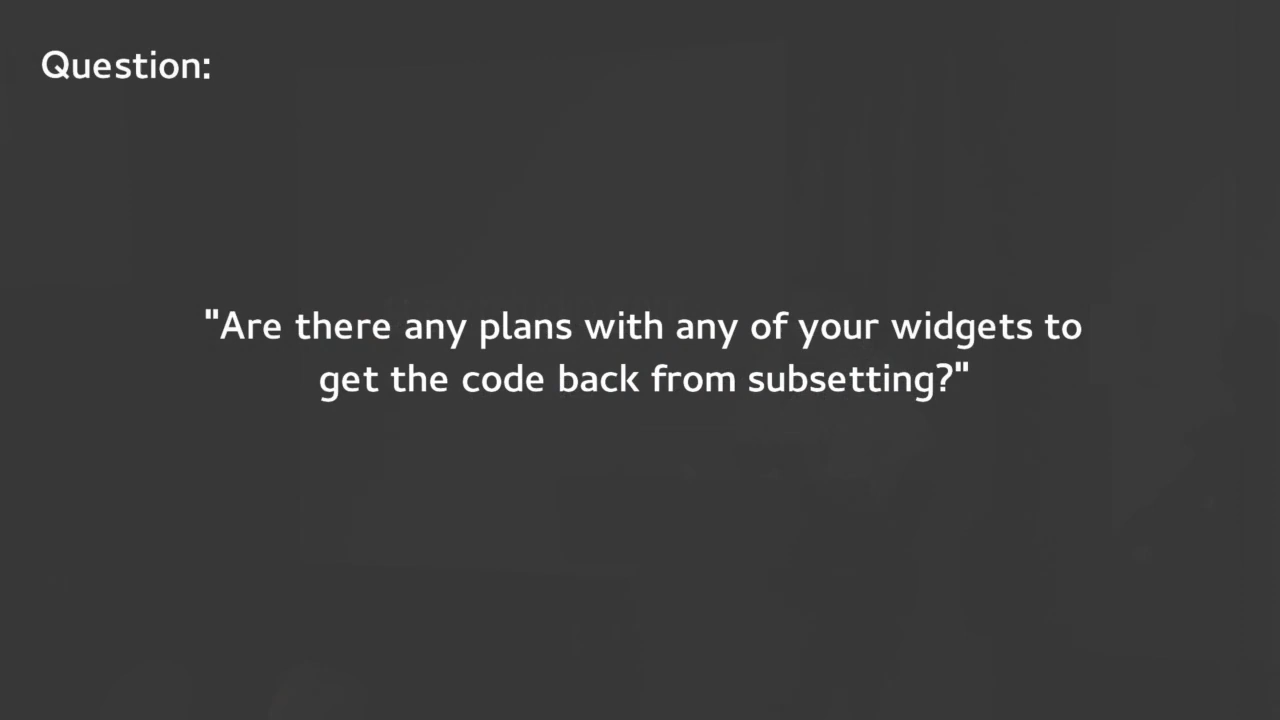 Question:
"Are there any plans with any of your widgets to
get the code back from subsetting?"